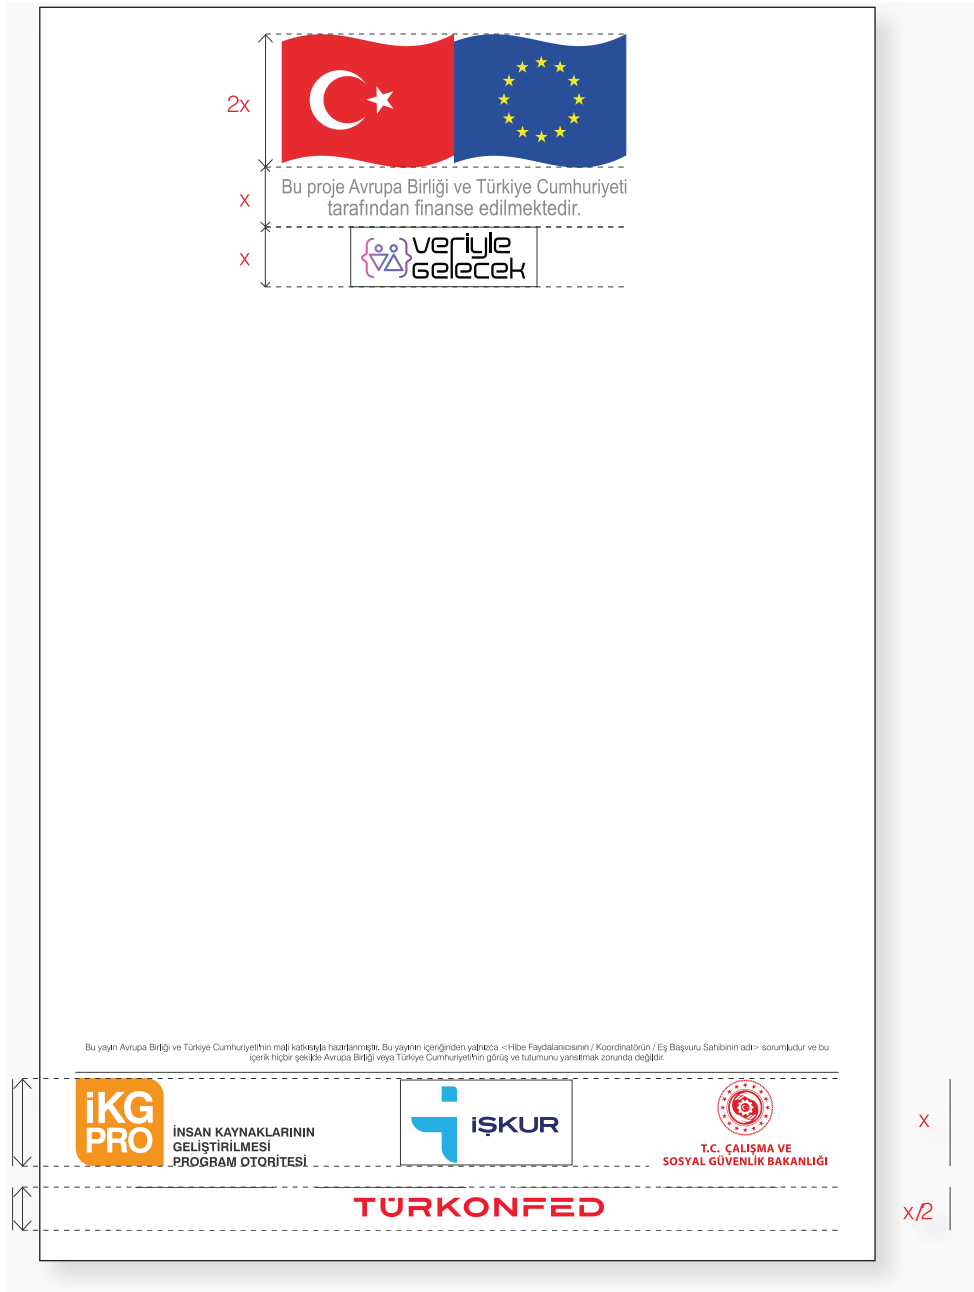 2x
Bu proje Avrupa Birliği ve Türkiye Cumhuriyeti
tarafından finanse edilmektedir.
x
veriyle
gelecek
x
Bu yayın Avrupa Birliği ve Türkiye Cumhuriyeti'nin mali katkısıyla hazırlanmıştır. Bu yayının içeriğinden yalnızca <Hibe Faydalanıcısının / Koordinatörün / Eş Başvuru Sahibinin adı> sorumludur ve bu
içerik hiçbir şekilde Avrupa Birliği veya Türkiye Cumhuriyeti'nin görüş ve tutumunu yansıtmak zorunda değildir.
iKG
PRO
İNSAN KAYNAKLARININ
GELİŞTİRİLMESİ
PROGRAM OTORİTESİ
İŞKUR
T.C. ÇALIŞMA VE
SOSYAL GÜVENLİK BAKANLIĞI
x
TÜRKONFED
x/2